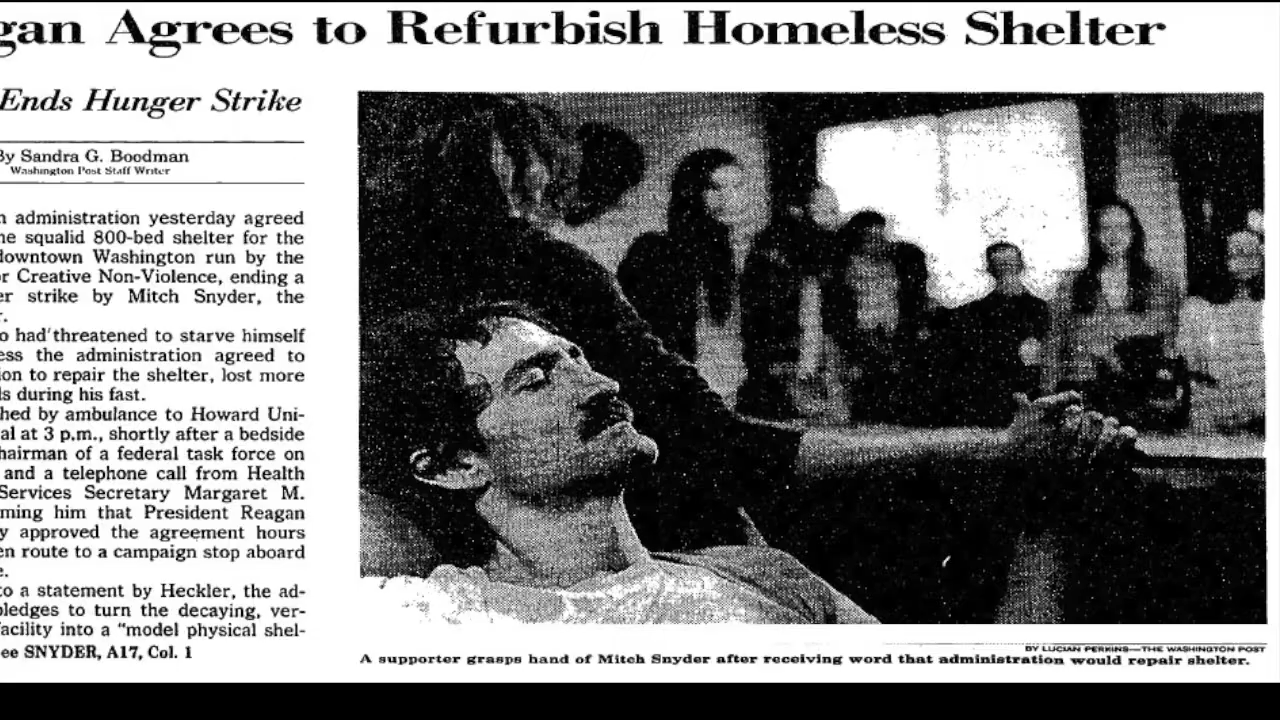 gan Agrees to Refurbish Homeless Shelter
Ends Hunger Strike
By Sandra G. Boodman
Washington Post Staff Writer
n administration yesterday agreed
he squalid 800-bed shelter for the
downtown Washington run by the
or Creative Non-Violence, ending a
er strike by Mitch Snyder, the
r.
o had threatened to starve himself
ess the administration agreed to
ion to repair the shelter, lost more
ls during his fast.
hed by ambulance to Howard Uni-
al at 3 p.m., shortly after a bedside
hairman of a federal task force on
and a telephone call from Health
Services Secretary Margaret M.
ming him that President Reagan
y approved the agreement hours
en route to a campaign stop aboard
e.
to a statement by Heckler, the ad-
pledges to turn the decaying, ver-
facility into a "model physical shel-
ee SNYDER, A17, Col. 1
BY LUCIAN PERKINS—THE WASHINGTON POST
A supporter grasps hand of Mitch Snyder after receiving word that administration would repair shelter.